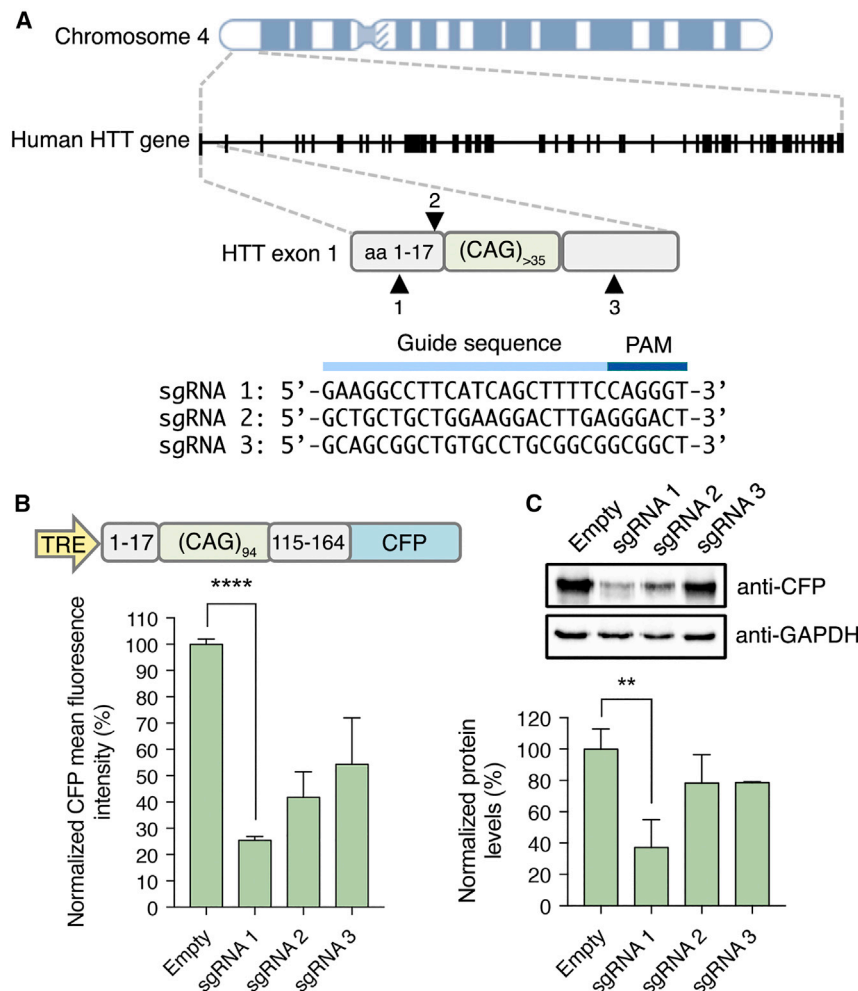 A
Chromosome 4
Human HTT gene
2
HTT exon 1
aa 1-17
(CAG)>35
1
3
Guide sequence
PAM
sgRNA 1: 5'-GAAGGCCTTCATCAGCTTTTCCAGGGT-3'
sgRNA 2: 5'-GCTGCTGCTGGAAGGACTTGAGGGACT-3'
sgRNA 3: 5'-GCAGCGGCTGTGCCTGCGGCGGCGGCT-3'
B
TRE
1-17
(CAG)94
115-164
CFP
****
Normalized CFP mean fluoresence
intensity (%)
110
100
90
80
70
60
50
40
30
20
10
0
Empty
sgRNA 1
sgRNA 2
sgRNA 3
C
Empty
sgRNA 1
sgRNA 2
sgRNA 3
anti-CFP
anti-GAPDH
**
Normalized protein
levels (%)
120
100
80
60
40
20
0
Empty
sgRNA 1
sgRNA 2
sgRNA 3